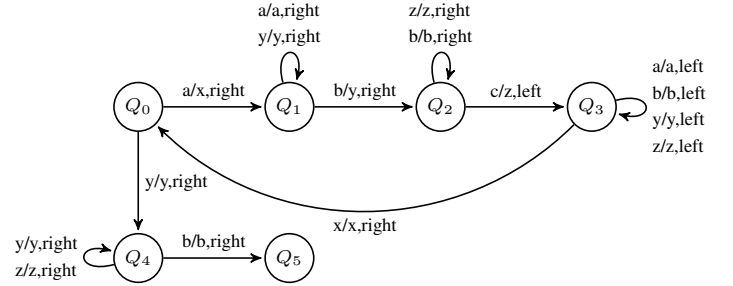 a/a,right
y/y,right
z/z,right
b/b,right
a/a,left
b/b,left
y/y,left
z/z,left
Q0
a/x,right
Q1
b/y,right
Q2
c/z,left
Q3
y/y,right
x/x,right
y/y,right
z/z,right
Q4
b/b,right
Q5